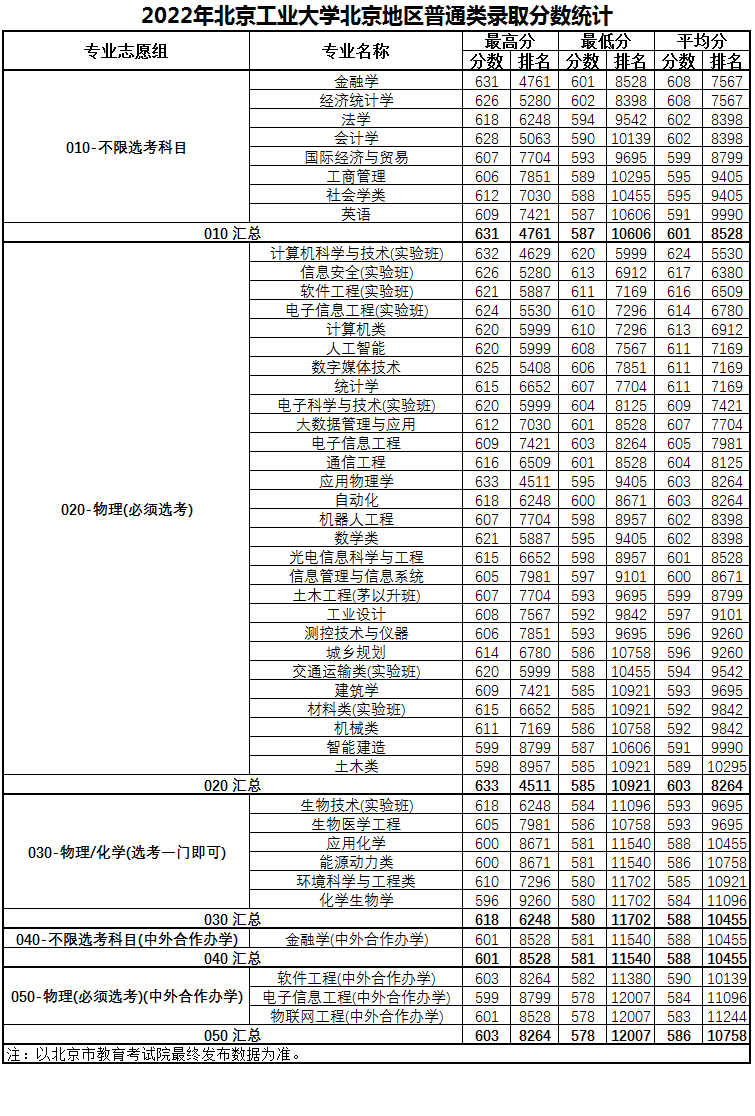 2022年北京工业大学北京地区普通类录取分数统计
专业志愿组 专业名称 最高分 最低分 平均分
分数 排名 分数 排名 分数 排名
010-不限选考科目
金融学 631 4761 601 8528 608 7567
经济统计学 626 5280 602 8398 608 7567
法学 618 6248 594 9542 602 8398
会计学 628 5063 590 10139 602 8398
国际经济与贸易 607 7704 593 9695 599 8799
工商管理 606 7851 589 10295 595 9405
社会学类 612 7030 588 10455 595 9405
英语 609 7421 587 10606 591 9990
010 汇总 631 4761 587 10606 601 8528
020-物理(必须选考)
计算机科学与技术(实验班) 632 4629 620 5999 624 5530
信息安全(实验班) 626 5280 613 6912 617 6380
软件工程(实验班) 621 5887 611 7169 616 6509
电子信息工程(实验班) 624 5530 610 7296 614 6780
计算机类 620 5999 610 7296 613 6912
人工智能 620 5999 608 7567 611 7169
数字媒体技术 625 5408 606 7851 611 7169
统计学 615 6652 607 7704 611 7169
电子科学与技术(实验班) 620 5999 604 8125 609 7421
大数据管理与应用 612 7030 601 8528 607 7704
电子信息工程 609 7421 603 8264 605 7981
通信工程 616 6509 601 8528 604 8125
应用物理学 633 4511 595 9405 603 8264
自动化 618 6248 600 8671 603 8264
机器人工程 607 7704 598 8957 602 8398
数学类 621 5887 595 9405 602 8398
光电信息科学与工程 615 6652 598 8957 601 8528
信息管理与信息系统 605 7981 597 9101 600 8671
土木工程(茅以升班) 607 7704 593 9695 599 8799
工业设计 608 7567 592 9842 597 9101
测控技术与仪器 606 7851 593 9695 596 9260
城乡规划 614 6780 586 10758 596 9260
交通运输类(实验班) 620 5999 588 10455 594 9542
建筑学 609 7421 585 10921 593 9695
材料类(实验班) 615 6652 585 10921 592 9842
机械类 611 7169 586 10758 592 9842
智能建造 599 8799 587 10606 591 9990
土木类 598 8957 585 10921 589 10295
020 汇总 633 4511 585 10921 603 8264
030-物理/化学(选考一门即可)
生物技术(实验班) 618 6248 584 11096 593 9695
生物医学工程 605 7981 586 10758 593 9695
应用化学 600 8671 581 11540 588 10455
能源动力类 600 8671 581 11540 586 10758
环境科学与工程类 610 7296 580 11702 585 10921
化学生物学 596 9260 580 11702 584 11096
030 汇总 618 6248 580 11702 588 10455
040-不限选考科目(中外合作办学) 金融学(中外合作办学) 601 8528 581 11540 588 10455
040 汇总 601 8528 581 11540 588 10455
050-物理(必须选考)(中外合作办学)
软件工程(中外合作办学) 603 8264 582 11380 590 10139
电子信息工程(中外合作办学) 599 8799 578 12007 584 11096
物联网工程(中外合作办学) 601 8528 578 12007 583 11244
050 汇总 603 8264 578 12007 586 10758
注：以北京市教育考试院最终发布数据为准。